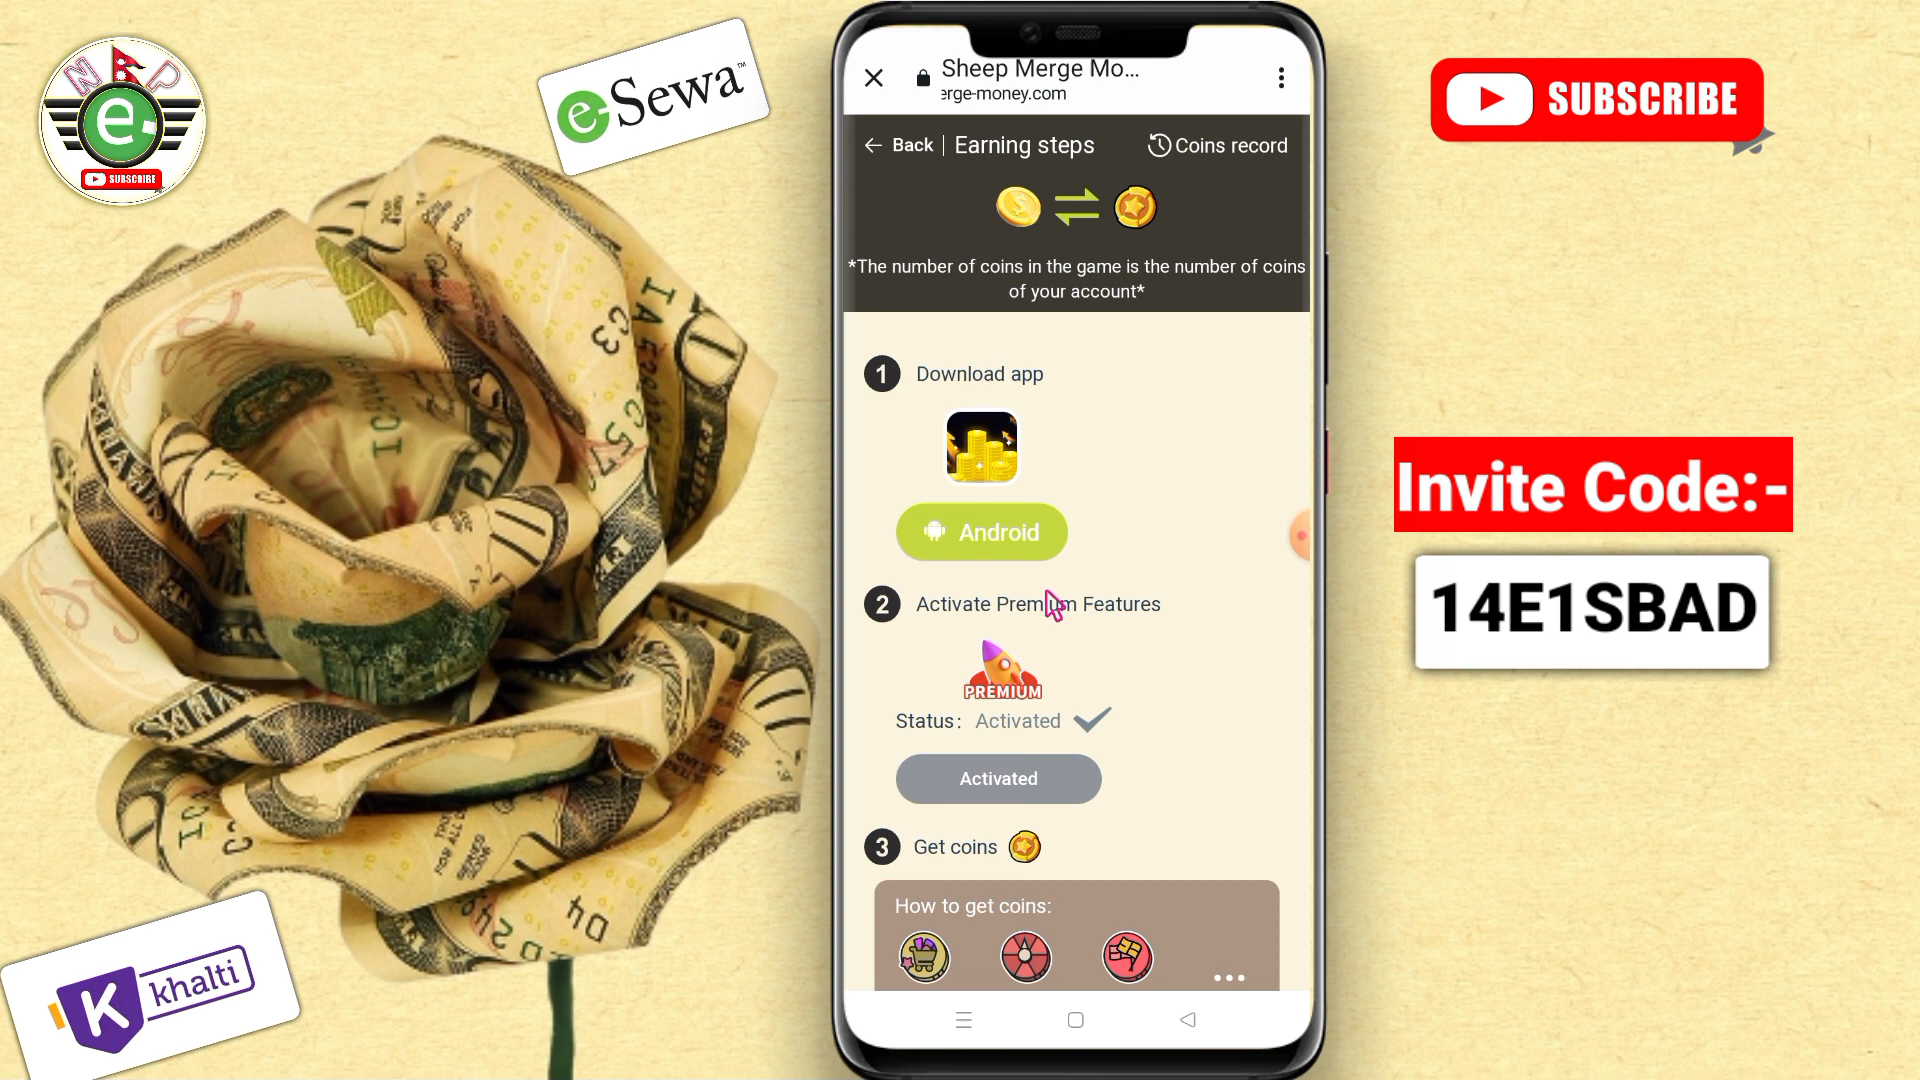 N P
e
SUBSCRIBE
eSewa™
SUBSCRIBE
Sheep Merge Mo...
erge-money.com
Back | Earning steps
Coins record
*The number of coins in the game is the number of coins
of your account*
1 Download app
Android
2 Activate Premium Features
PREMIUM
Status: Activated
Activated
3 Get coins
How to get coins:
...
Invite Code:-
14E1SBAD
K khalti